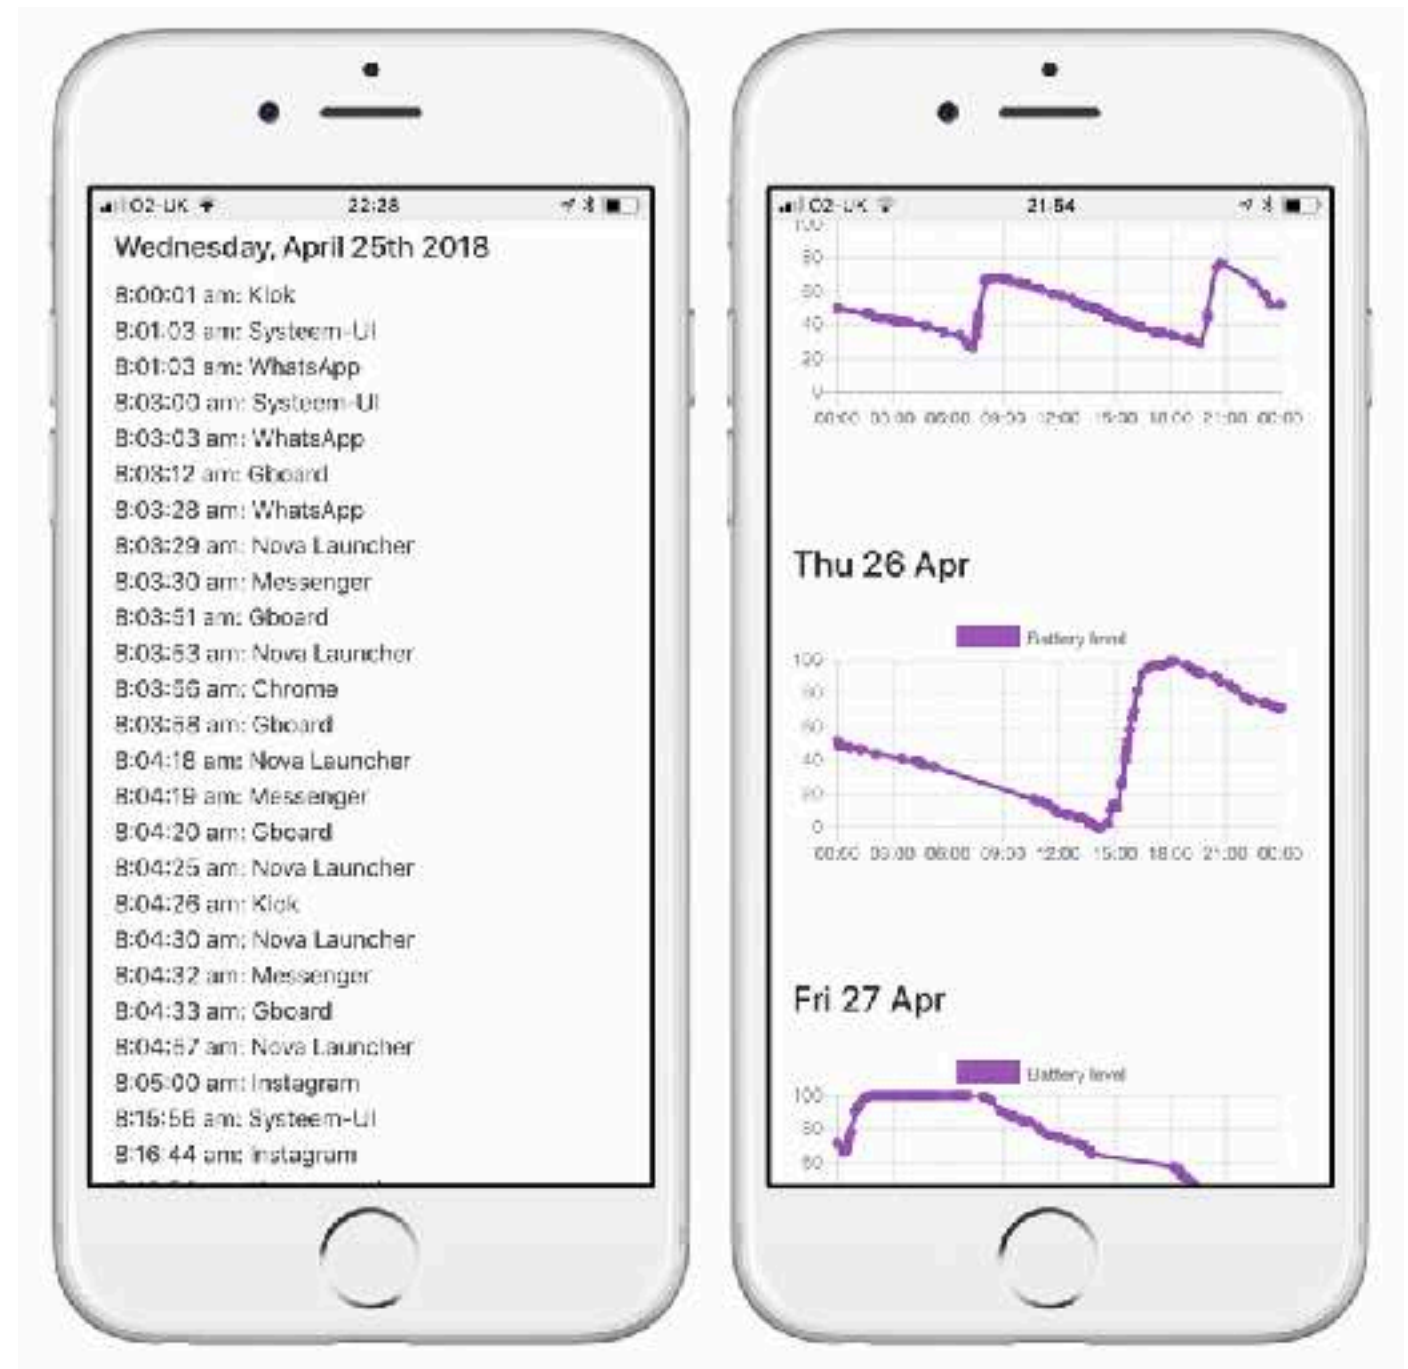 O2-UK
22:28
Wednesday, April 25th 2018
8:00:01 am: Klok
8:01:03 am: Systeem-UI
8:01:03 am: WhatsApp
8:03:00 am: Systeem-UI
8:03:03 am: WhatsApp
8:03:12 am: Gboard
8:03:28 am: WhatsApp
8:03:29 am: Nova Launcher
8:03:30 am: Messenger
8:03:51 am: Gboard
8:03:53 am: Nova Launcher
8:03:56 am: Chrome
8:03:58 am: Gboard
8:04:18 am: Nova Launcher
8:04:19 am: Messenger
8:04:20 am: Gboard
8:04:25 am: Nova Launcher
8:04:26 am: Klok
8:04:30 am: Nova Launcher
8:04:32 am: Messenger
8:04:33 am: Gboard
8:04:57 am: Nova Launcher
8:05:00 am: Instagram
8:15:56 am: Systeem-UI
8:16:44 am: Instagram
O2-UK
21:54
100
80
60
40
20
0
00:00 03:00 06:00 09:00 12:00 15:00 18:00 21:00 00:00
Thu 26 Apr
Battery level
100
80
60
40
20
0
00:00 03:00 06:00 09:00 12:00 15:00 18:00 21:00 00:00
Fri 27 Apr
Battery level
100
80
60